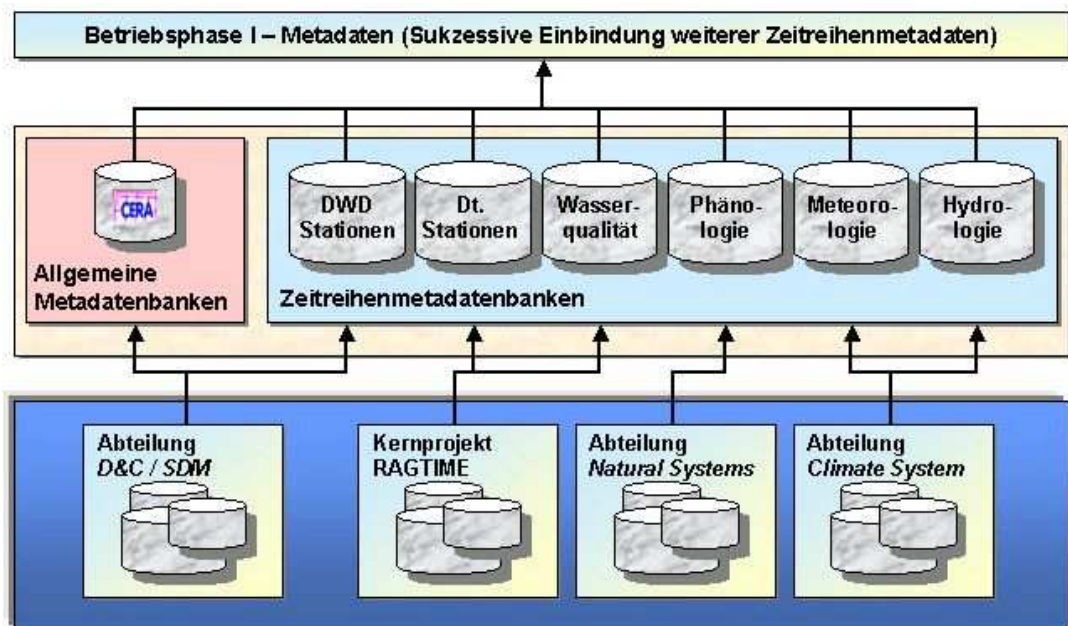 Betriebsphase I – Metadaten (Sukzessive Einbindung weiterer Zeitreihenmetadaten)
CERA
Allgemeine
Metadatenbanken
DWD
Stationen
Dt.
Stationen
Wasser-
qualität
Phäno-
logie
Meteoro-
logie
Hydro-
logie
Zeitreihenmetadatenbanken
Abteilung
D&C / SDM
Kernprojekt
RAGTIME
Abteilung
Natural Systems
Abteilung
Climate System